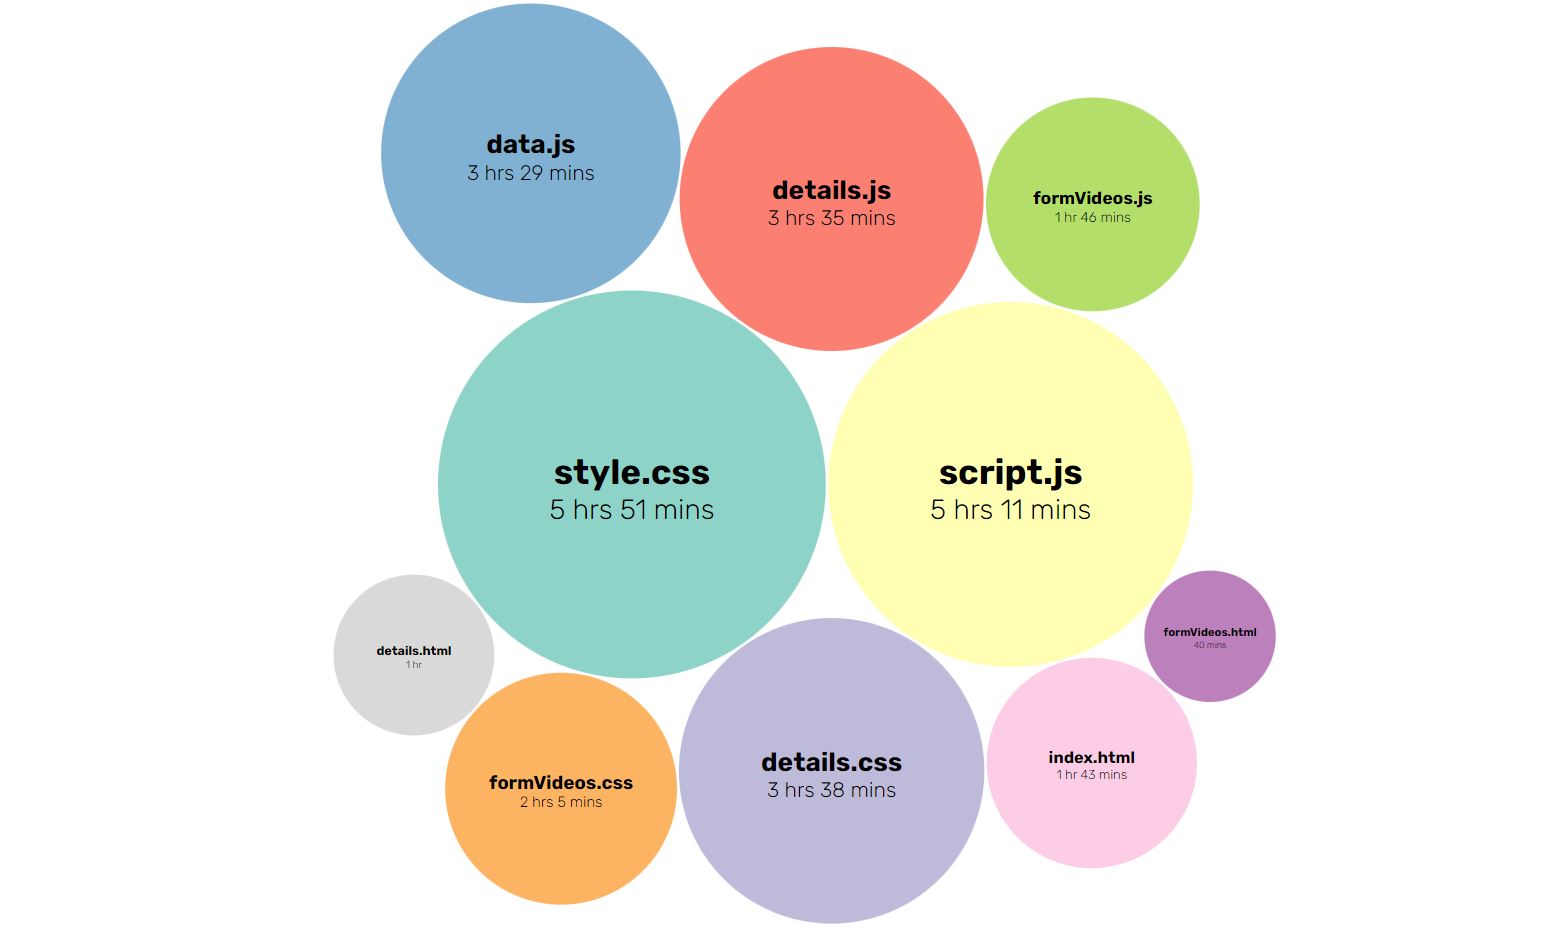 data.js
3 hrs 29 mins
details.js
3 hrs 35 mins
formVideos.js
1 hr 46 mins
style.css
5 hrs 51 mins
script.js
5 hrs 11 mins
details.html
1 hr
formVideos.html
40 mins
formVideos.css
2 hrs 5 mins
details.css
3 hrs 38 mins
index.html
1 hr 43 mins